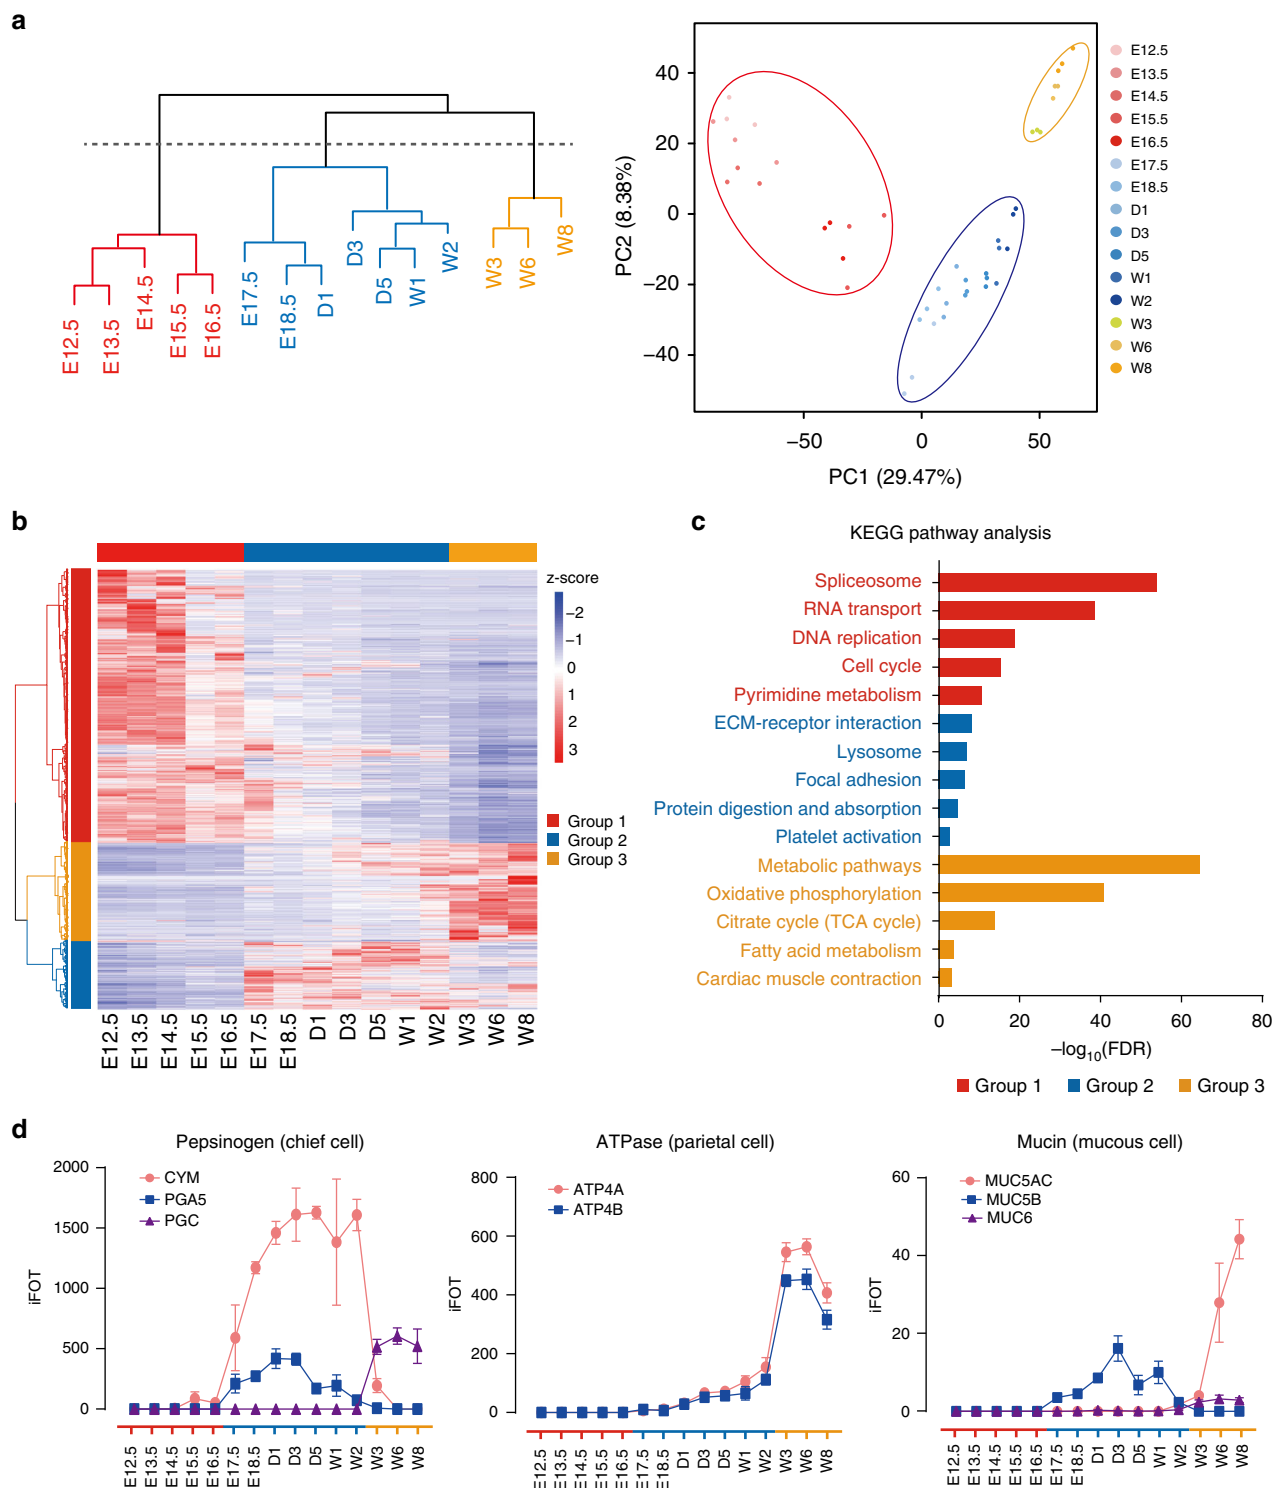 a
E12.5
E13.5
E14.5
E15.5
E16.5
E17.5
E18.5
D1
D3
D5
W1
W2
W3
W6
W8
PC2 (8.38%)
40
20
0
−20
−40
−50
0
50
PC1 (29.47%)
E12.5
E13.5
E14.5
E15.5
E16.5
E17.5
E18.5
D1
D3
D5
W1
W2
W3
W6
W8
b
z-score
−2
−1
0
1
2
3
Group 1
Group 2
Group 3
E12.5
E13.5
E14.5
E15.5
E16.5
E17.5
E18.5
D1
D3
D5
W1
W2
W3
W6
W8
c
KEGG pathway analysis
Spliceosome
RNA transport
DNA replication
Cell cycle
Pyrimidine metabolism
ECM-receptor interaction
Lysosome
Focal adhesion
Protein digestion and absorption
Platelet activation
Metabolic pathways
Oxidative phosphorylation
Citrate cycle (TCA cycle)
Fatty acid metabolism
Cardiac muscle contraction
0
20
40
60
80
−log10(FDR)
Group 1
Group 2
Group 3
d
Pepsinogen (chief cell)
2000
1500
1000
500
0
iFOT
CYM
PGA5
PGC
E12.5
E13.5
E14.5
E15.5
E16.5
E17.5
E18.5
D1
D3
D5
W1
W2
W3
W6
W8
ATPase (parietal cell)
800
600
400
200
0
iFOT
ATP4A
ATP4B
E12.5
E13.5
E14.5
E15.5
E16.5
E17.5
E18.5
D1
D3
D5
W1
W2
W3
W6
W8
Mucin (mucous cell)
60
40
20
0
iFOT
MUC5AC
MUC5B
MUC6
E12.5
E13.5
E14.5
E15.5
E16.5
E17.5
E18.5
D1
D3
D5
W1
W2
W3
W6
W8